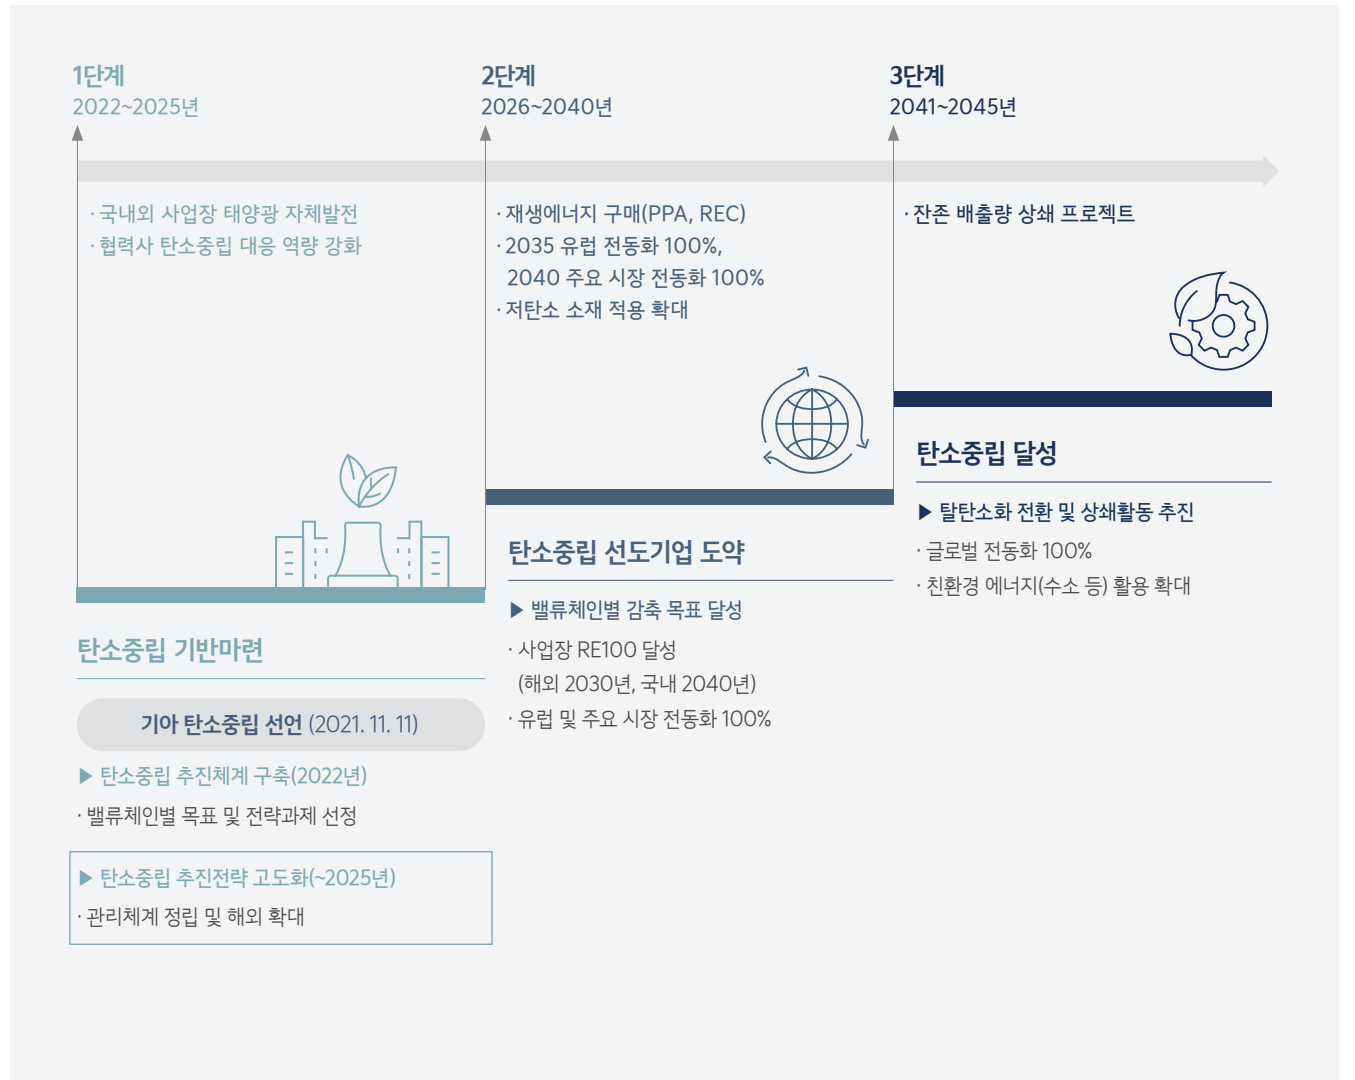 1단계
2022~2025년
· 국내외 사업장 태양광 자체발전
· 협력사 탄소중립 대응 역량 강화
탄소중립 기반마련
기아 탄소중립 선언 (2021. 11. 11)
▶ 탄소중립 추진체계 구축(2022년)
· 밸류체인별 목표 및 전략과제 선정
▶ 탄소중립 추진전략 고도화(~2025년)
· 관리체계 정립 및 해외 확대
2단계
2026~2040년
· 재생에너지 구매(PPA, REC)
· 2035 유럽 전동화 100%,
2040 주요 시장 전동화 100%
· 저탄소 소재 적용 확대
탄소중립 선도기업 도약
▶ 밸류체인별 감축 목표 달성
· 사업장 RE100 달성
(해외 2030년, 국내 2040년)
· 유럽 및 주요 시장 전동화 100%
3단계
2041~2045년
· 잔존 배출량 상쇄 프로젝트
탄소중립 달성
▶ 탈탄소화 전환 및 상쇄활동 추진
· 글로벌 전동화 100%
· 친환경 에너지(수소 등) 활용 확대